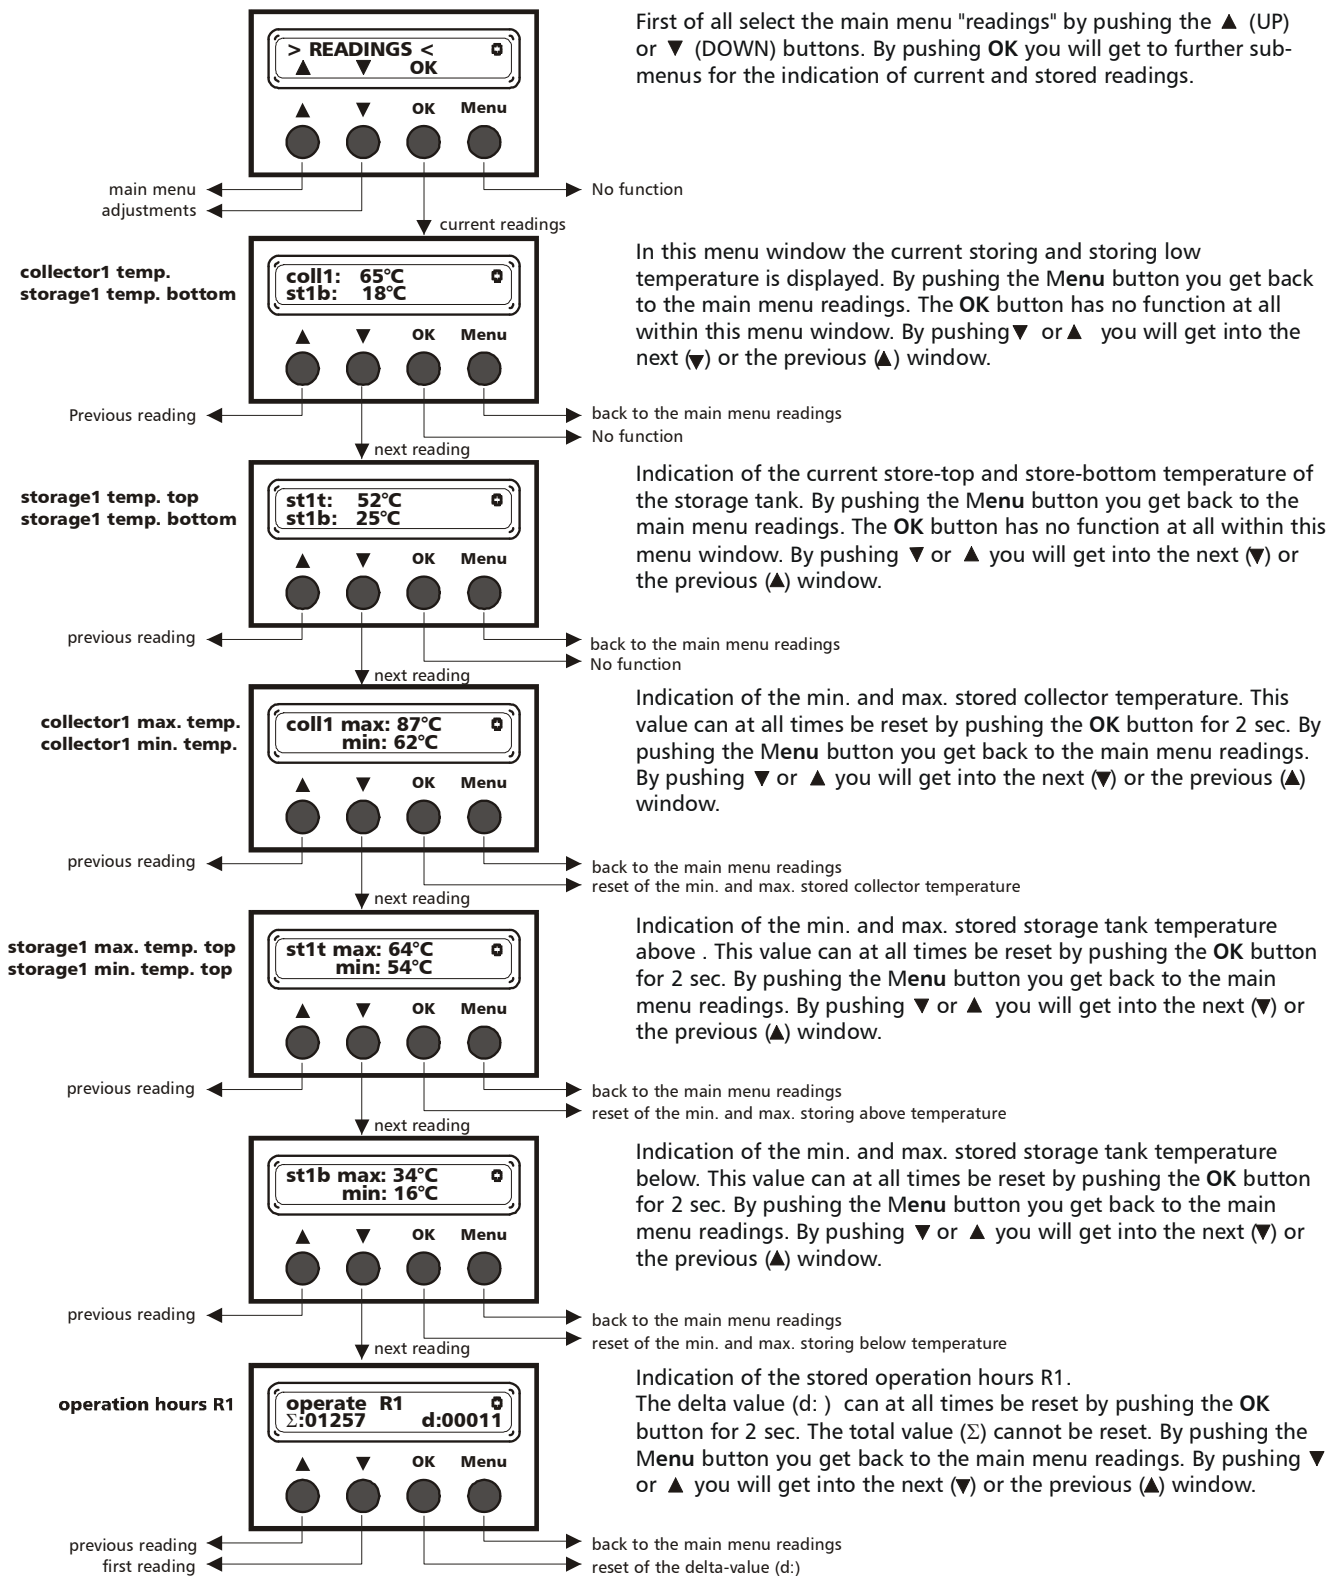 > READINGS <
▲ ▼ OK
▲ ▼ OK Menu
main menu
adjustments
No function
current readings
First of all select the main menu "readings" by pushing the ▲ (UP)
or ▼ (DOWN) buttons. By pushing OK you will get to further sub-
menus for the indication of current and stored readings.
collector1 temp.
storage1 temp. bottom
coll1: 65°C
st1b: 18°C
▲ ▼ OK Menu
Previous reading
back to the main menu readings
No function
next reading
In this menu window the current storing and storing low
temperature is displayed. By pushing the Menu button you get back
to the main menu readings. The OK button has no function at all
within this menu window. By pushing ▼ or ▲ you will get into the
next (▼) or the previous (▲) window.
storage1 temp. top
storage1 temp. bottom
st1t: 52°C
st1b: 25°C
▲ ▼ OK Menu
previous reading
back to the main menu readings
No function
next reading
Indication of the current store-top and store-bottom temperature of
the storage tank. By pushing the Menu button you get back to the
main menu readings. The OK button has no function at all within this
menu window. By pushing ▼ or ▲ you will get into the next (▼) or
the previous (▲) window.
collector1 max. temp.
collector1 min. temp.
coll1 max: 87°C
min: 62°C
▲ ▼ OK Menu
previous reading
back to the main menu readings
reset of the min. and max. stored collector temperature
next reading
Indication of the min. and max. stored collector temperature. This
value can at all times be reset by pushing the OK button for 2 sec. By
pushing the Menu button you get back to the main menu readings.
By pushing ▼ or ▲ you will get into the next (▼) or the previous (▲)
window.
storage1 max. temp. top
storage1 min. temp. top
st1t max: 64°C
min: 54°C
▲ ▼ OK Menu
previous reading
back to the main menu readings
reset of the min. and max. storing above temperature
next reading
Indication of the min. and max. stored storage tank temperature
above . This value can at all times be reset by pushing the OK button
for 2 sec. By pushing the Menu button you get back to the main
menu readings. By pushing ▼ or ▲ you will get into the next (▼) or
the previous (▲) window.
st1b max: 34°C
min: 16°C
▲ ▼ OK Menu
previous reading
back to the main menu readings
reset of the min. and max. storing below temperature
next reading
Indication of the min. and max. stored storage tank temperature
below. This value can at all times be reset by pushing the OK button
for 2 sec. By pushing the Menu button you get back to the main
menu readings. By pushing ▼ or ▲ you will get into the next (▼) or
the previous (▲) window.
operation hours R1
operate R1
Σ:01257 d:00011
▲ ▼ OK Menu
previous reading
first reading
back to the main menu readings
reset of the delta-value (d:)
Indication of the stored operation hours R1.
The delta value (d: ) can at all times be reset by pushing the OK
button for 2 sec. The total value (Σ) cannot be reset. By pushing the
Menu button you get back to the main menu readings. By pushing ▼
or ▲ you will get into the next (▼) or the previous (▲) window.